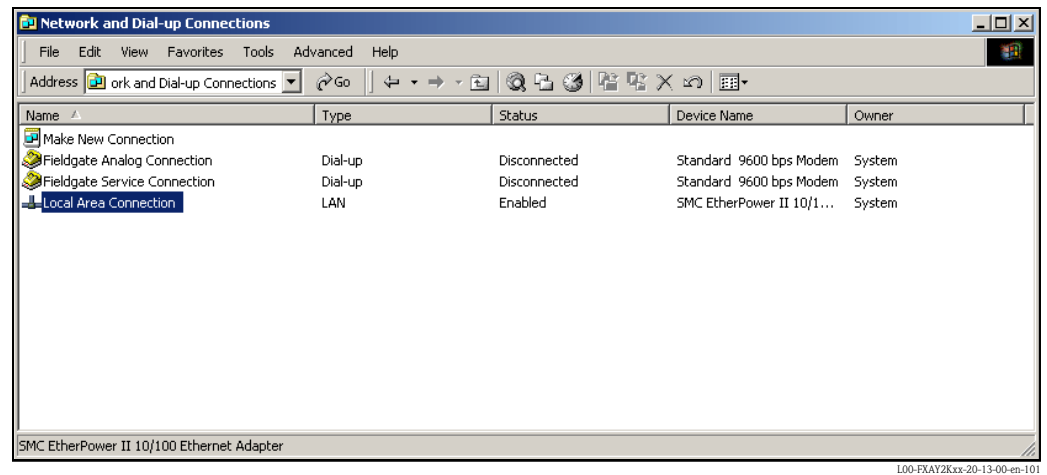 Network and Dial-up Connections
File Edit View Favorites Tools Advanced Help
Address ork and Dial-up Connections Go
Name Type Status Device Name Owner
Make New Connection
Fieldgate Analog Connection Dial-up Disconnected Standard 9600 bps Modem System
Fieldgate Service Connection Dial-up Disconnected Standard 9600 bps Modem System
Local Area Connection LAN Enabled SMC EtherPower II 10/1... System
SMC EtherPower II 10/100 Ethernet Adapter
L00-FXAY2Kxx-20-13-00-en-101